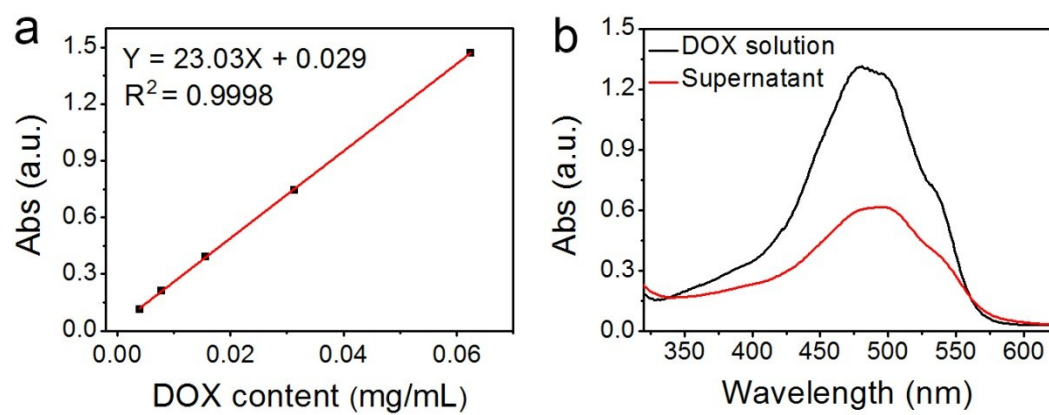 a
Y = 23.03X + 0.029
R² = 0.9998
Abs (a.u.)
1.5
1.2
0.9
0.6
0.3
0.0
0.00 0.02 0.04 0.06
DOX content (mg/mL)
b
DOX solution
Supernatant
Abs (a.u.)
1.5
1.2
0.9
0.6
0.3
0.0
350 400 450 500 550 600
Wavelength (nm)